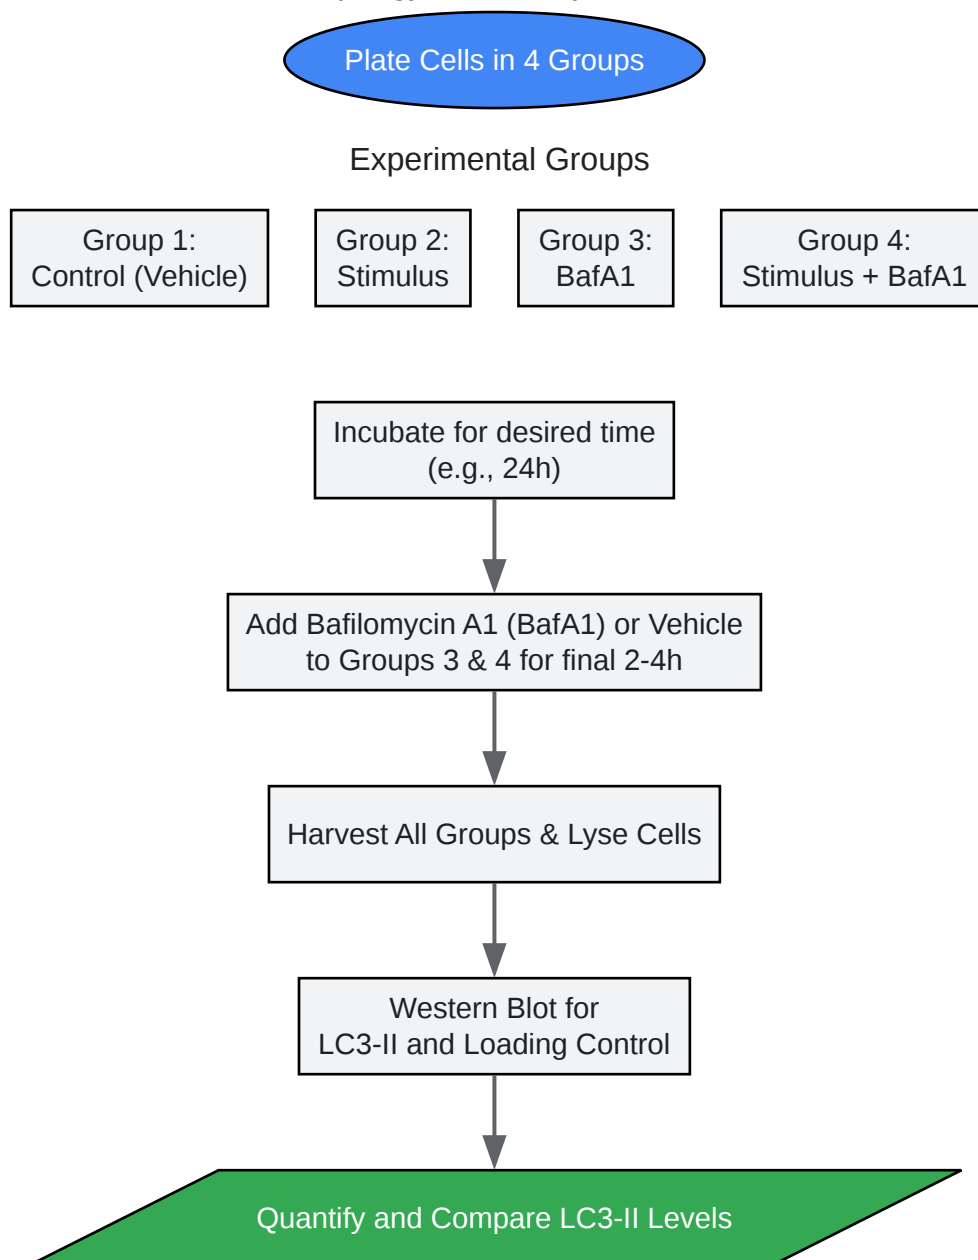 Plate Cells in 4 Groups
Experimental Groups
Group 1:
Control (Vehicle)
Group 2:
Stimulus
Group 3:
BafA1
Group 4:
Stimulus + BafA1
Incubate for desired time
(e.g., 24h)
Add Bafilomycin A1 (BafA1) or Vehicle
to Groups 3 & 4 for final 2-4h
Harvest All Groups & Lyse Cells
Western Blot for
LC3-II and Loading Control
Quantify and Compare LC3-II Levels